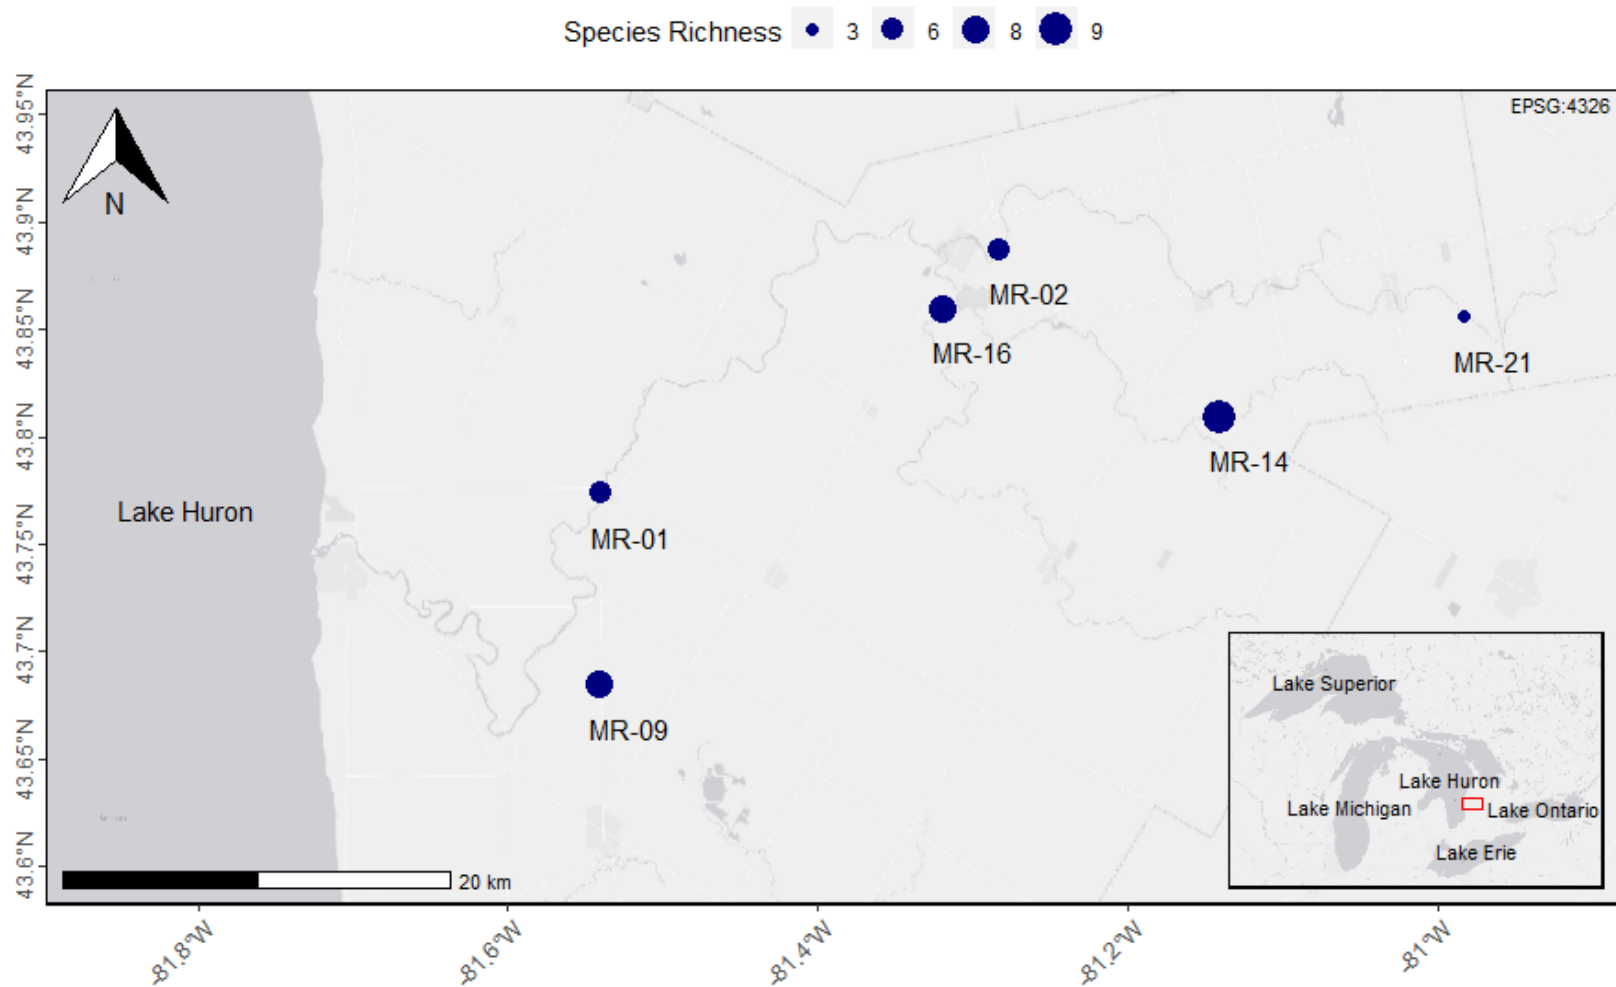 Species Richness 3 6 8 9
EPSG:4326
43.95°N
43.9°N
43.85°N
43.8°N
43.75°N
43.7°N
43.65°N
43.6°N
N
MR-02
MR-16
MR-21
MR-14
Lake Huron
MR-01
MR-09
Lake Superior
Lake Huron
Lake Michigan
Lake Ontario
Lake Erie
20 km
-81.8°W
-81.6°W
-81.4°W
-81.2°W
-81°W